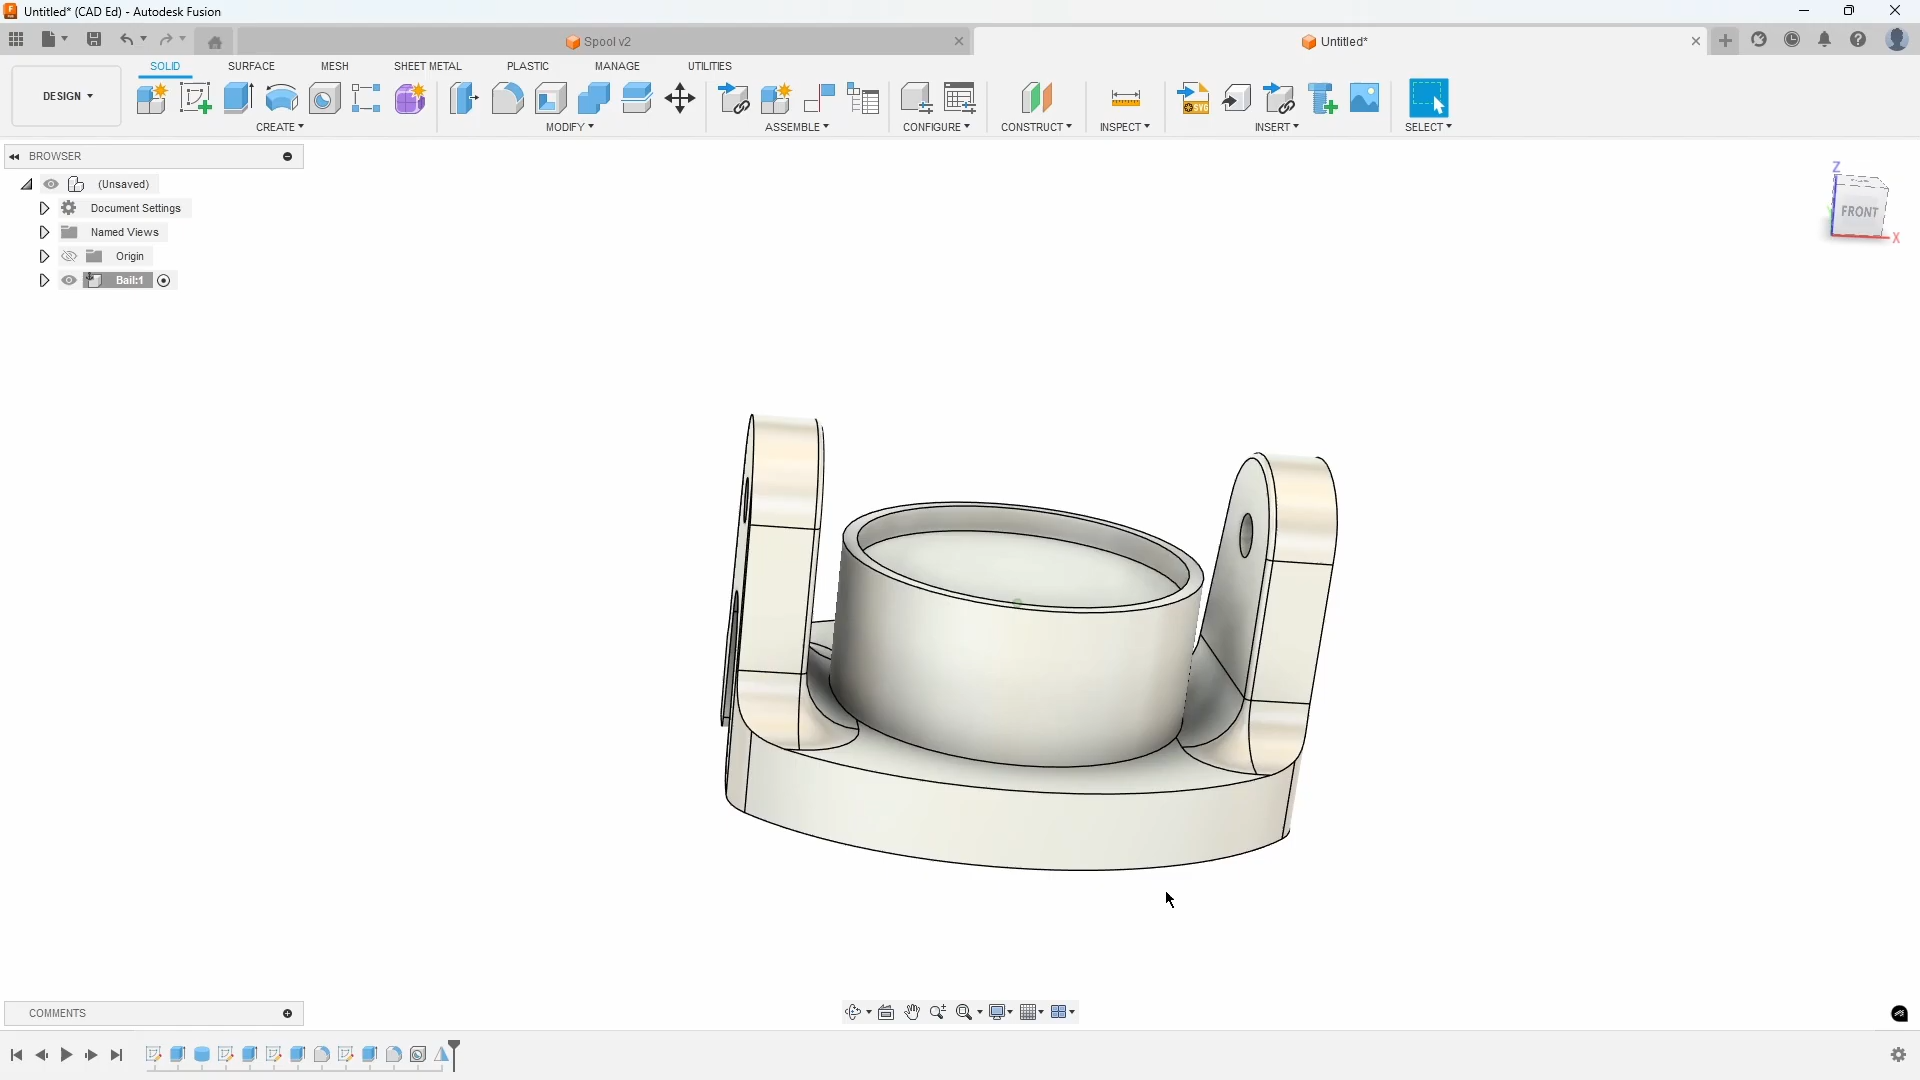 Untitled* (CAD Ed) - Autodesk Fusion
Spool v2
Untitled*
DESIGN
SOLID
SURFACE
MESH
SHEET METAL
PLASTIC
MANAGE
UTILITIES
CREATE
MODIFY
ASSEMBLE
CONFIGURE
CONSTRUCT
INSPECT
SVG
INSERT
SELECT
BROWSER
(Unsaved)
Document Settings
Named Views
Origin
Bail:1
Z
FRONT
X
COMMENTS